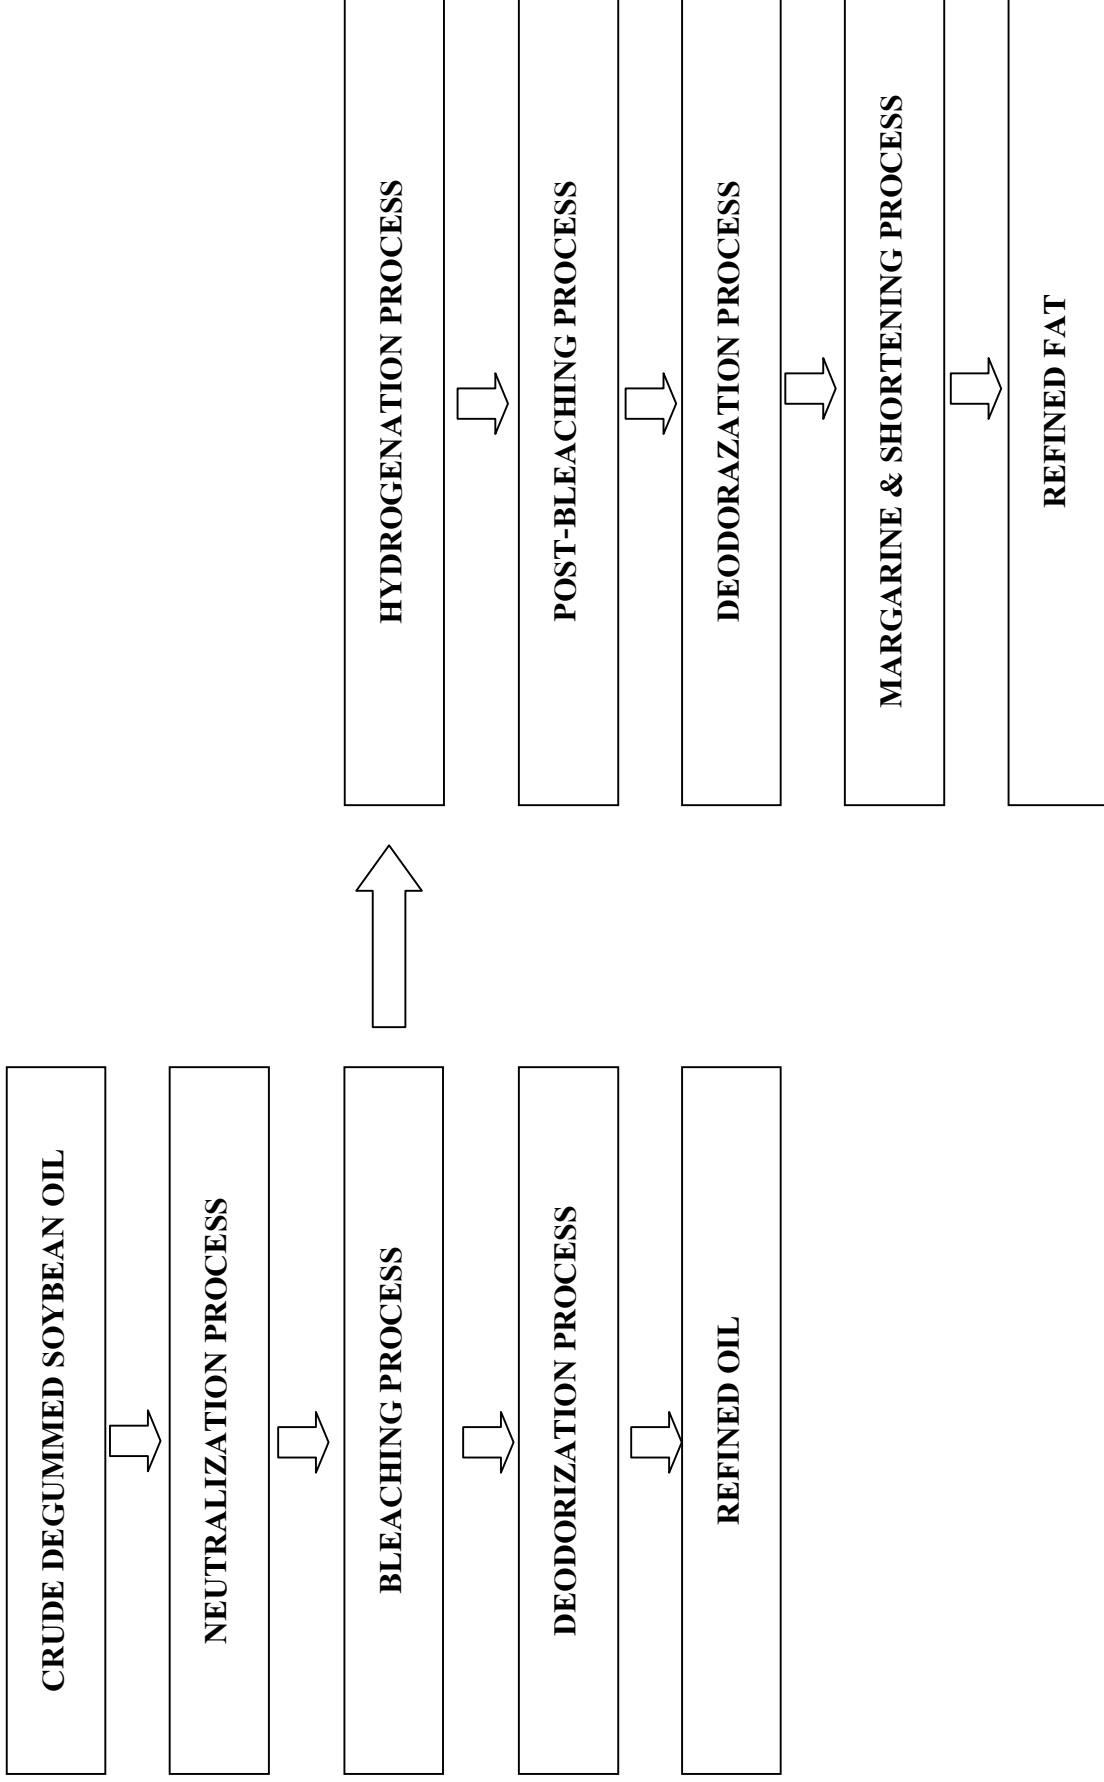 CRUDE DEGUMMED SOYBEAN OIL
NEUTRALIZATION PROCESS
BLEACHING PROCESS
DEODORIZATION PROCESS
REFINED OIL
HYDROGENATION PROCESS
POST-BLEACHING PROCESS
DEODORAZATION PROCESS
MARGARINE & SHORTENING PROCESS
REFINED FAT